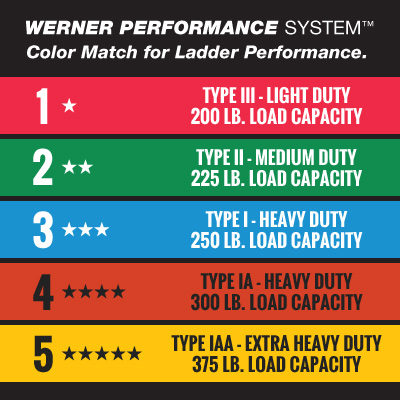 WERNER PERFORMANCE SYSTEM™
Color Match for Ladder Performance.
1 ★ TYPE III - LIGHT DUTY
200 LB. LOAD CAPACITY
2 ★★ TYPE II - MEDIUM DUTY
225 LB. LOAD CAPACITY
3 ★★★ TYPE I - HEAVY DUTY
250 LB. LOAD CAPACITY
4 ★★★★ TYPE IA - HEAVY DUTY
300 LB. LOAD CAPACITY
5 ★★★★★ TYPE IAA - EXTRA HEAVY DUTY
375 LB. LOAD CAPACITY